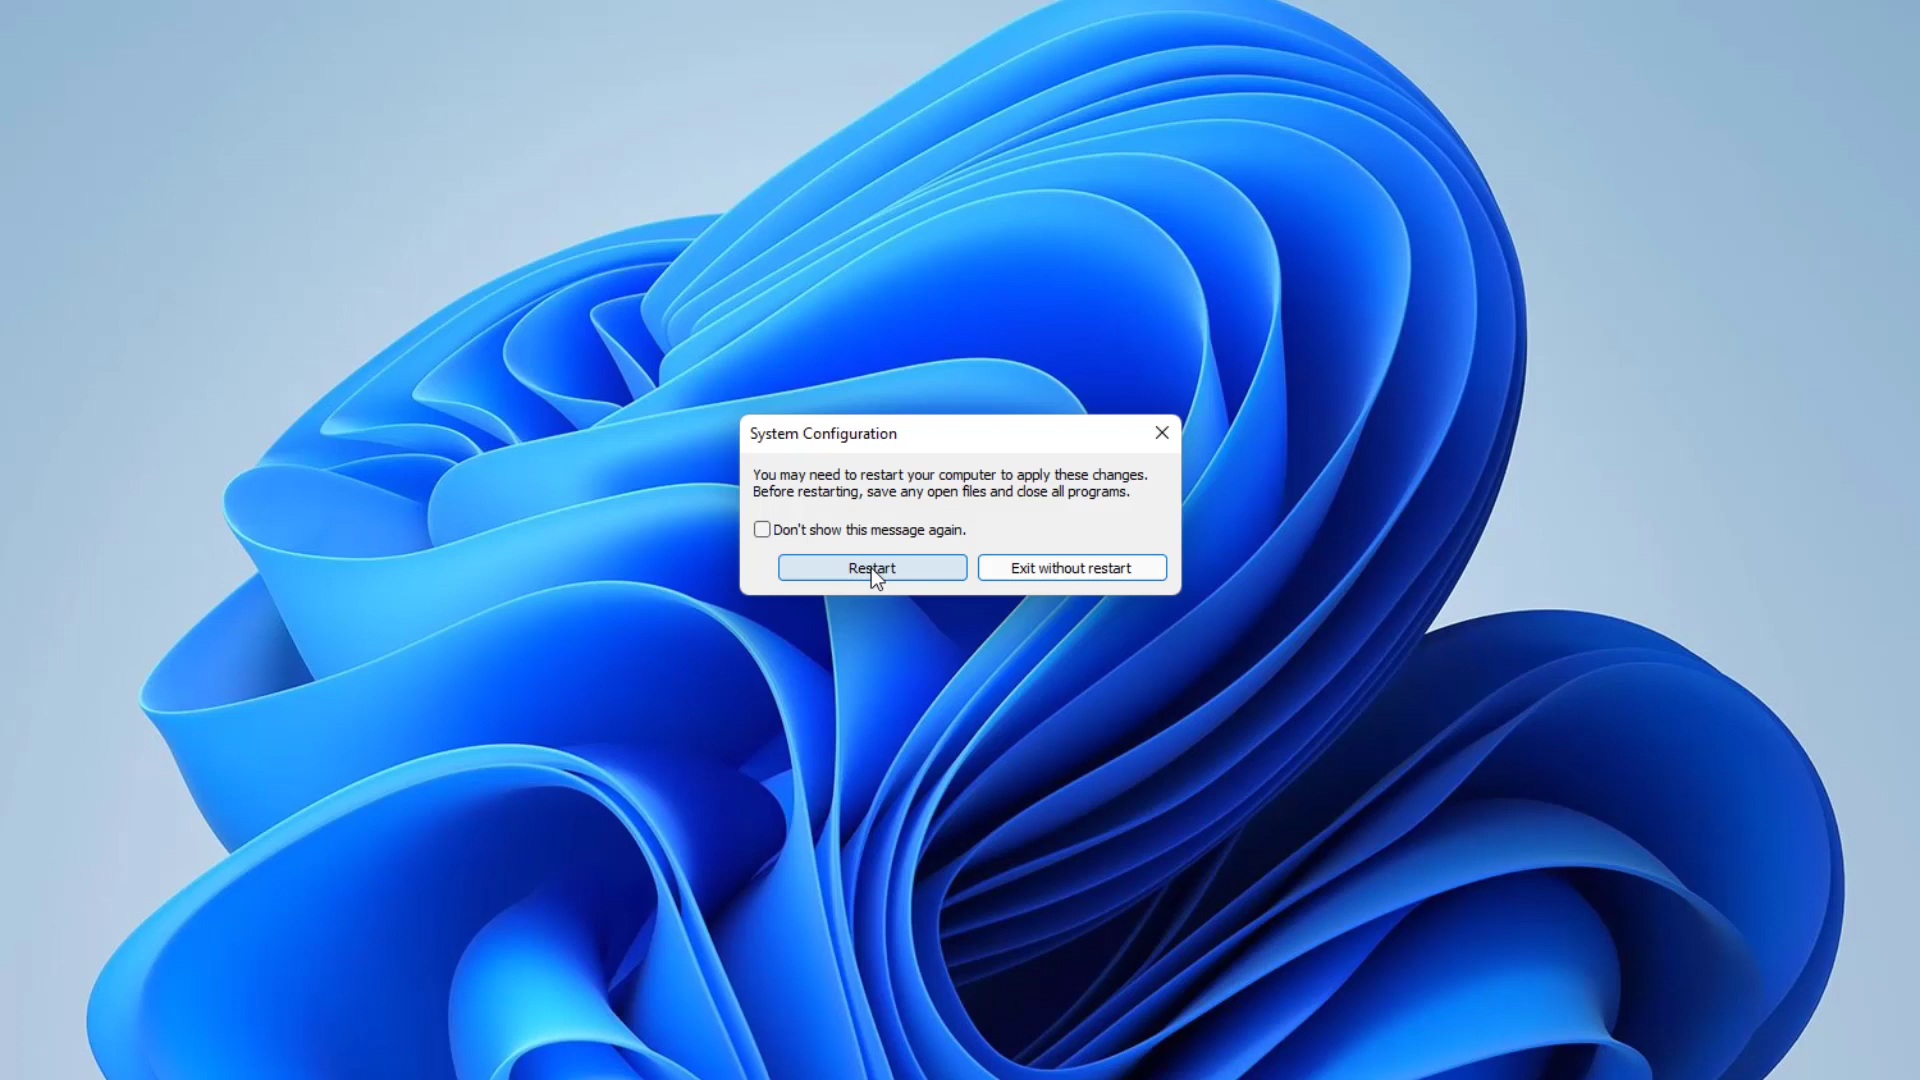 System Configuration
You may need to restart your computer to apply these changes.
Before restarting, save any open files and close all programs.
Don't show this message again.
Restart
Exit without restart